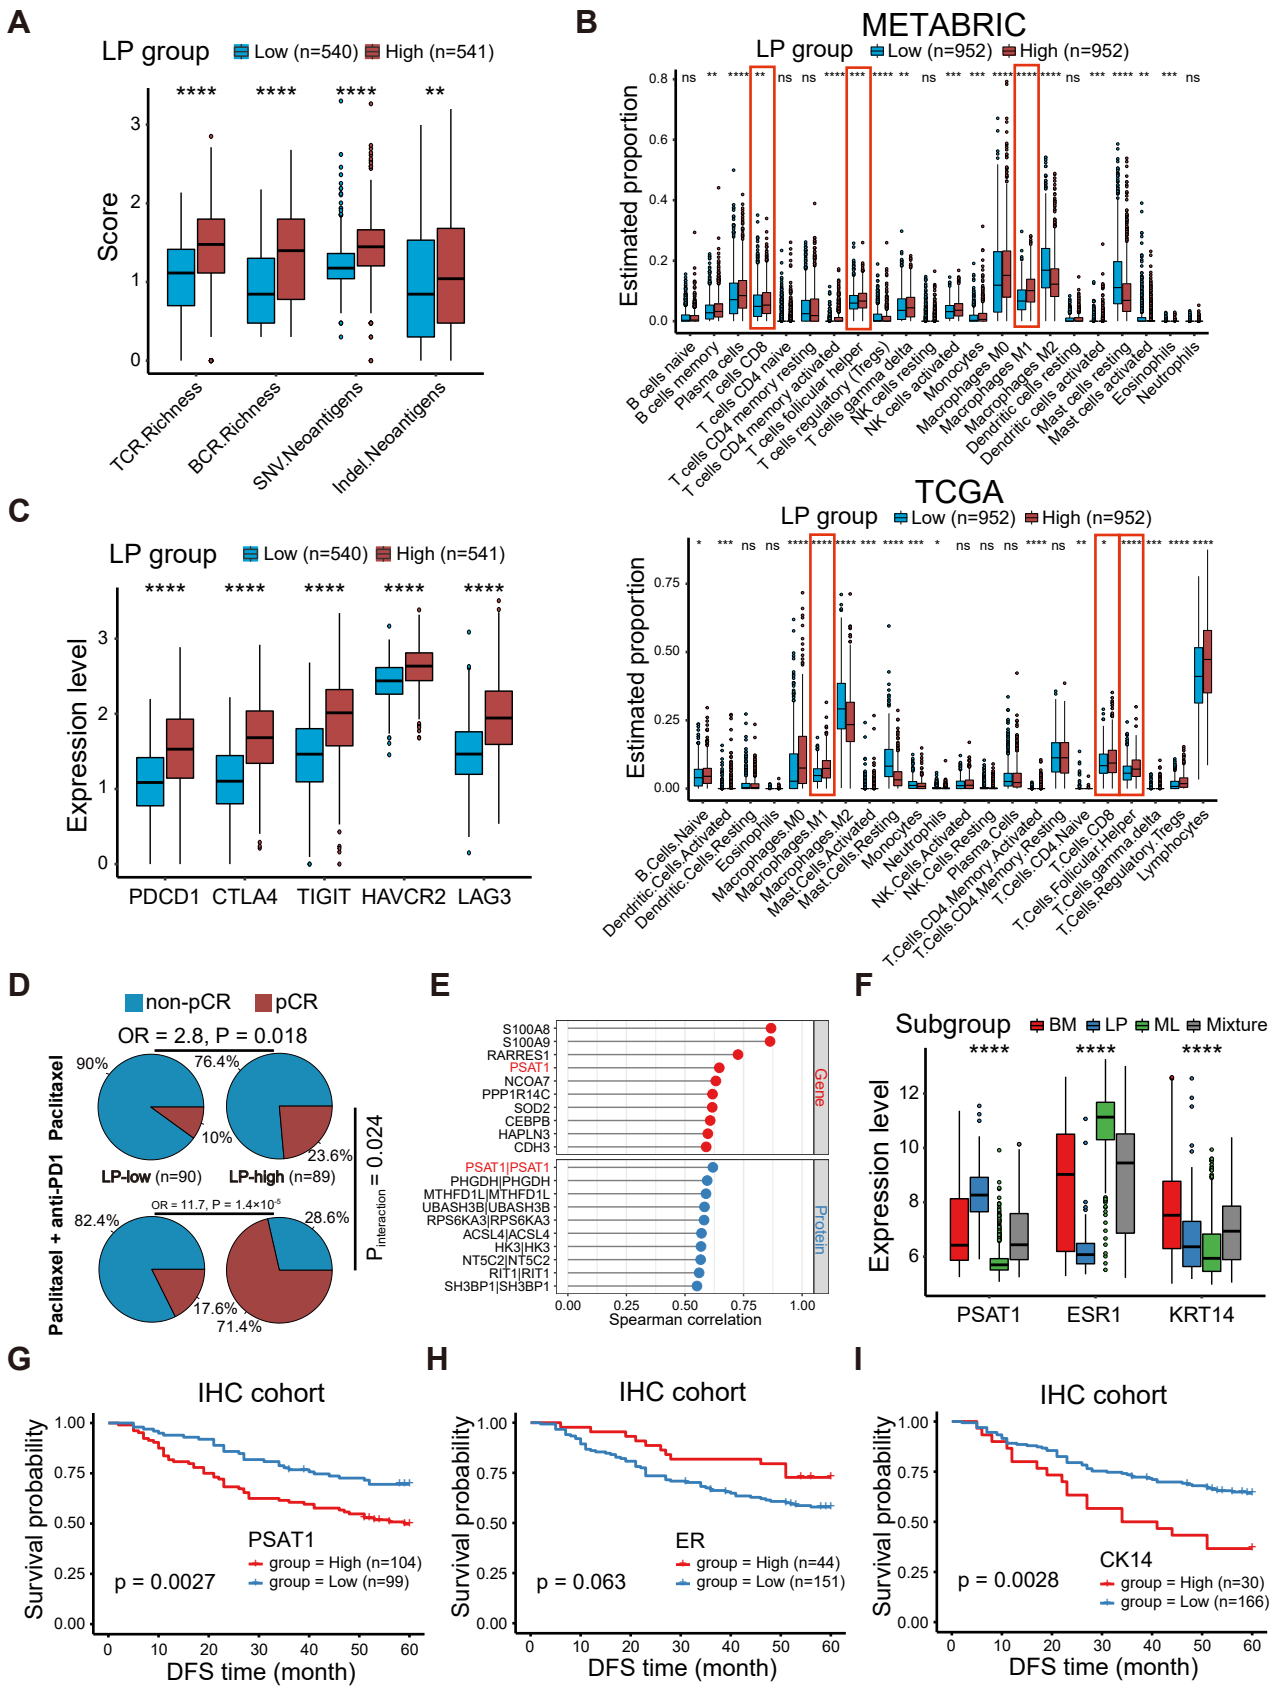 A
LP group Low (n=540) High (n=541)
Score
**** **** **** **
3
2
1
0
TCR.Richness
BCR.Richness
SNV.Neoantigens
Indel.Neoantigens
B
METABRIC
LP group Low (n=952) High (n=952)
Estimated proportion
ns ** **** ** ns ns **** *** **** ** ns *** *** **** **** **** ns *** **** ** *** ns
0.8
0.6
0.4
0.2
0.0
B cells naive
B cells memory
Plasma cells
T cells CD8
T cells CD4 naive
T cells CD4 memory resting
T cells CD4 memory activated
T cells follicular helper
T cells regulatory (Tregs)
T cells gamma delta
NK cells resting
NK cells activated
Monocytes
Macrophages M0
Macrophages M1
Macrophages M2
Dendritic cells resting
Dendritic cells activated
Mast cells resting
Mast cells activated
Eosinophils
Neutrophils
TCGA
LP group Low (n=952) High (n=952)
Estimated proportion
* *** ns ns **** **** **** *** **** *** * ns ns ns **** ns ** * **** *** **** ****
0.75
0.50
0.25
0.00
B.Cells.Naive
Dendritic.Cells.Activated
Dendritic.Cells.Resting
Eosinophils
Macrophages.M0
Macrophages.M1
Macrophages.M2
Mast.Cells.Activated
Mast.Cells.Resting
Monocytes
Neutrophils
NK.Cells.Activated
NK.Cells.Resting
Plasma.Cells
T.Cells.CD4.Memory.Activated
T.Cells.CD4.Memory.Resting
T.Cells.CD4.Naive
T.Cells.CD8
T.Cells.Follicular.Helper
T.Cells.gamma.delta
T.Cells.Regulatory.Tregs
Lymphocytes
C
LP group Low (n=540) High (n=541)
Expression level
**** **** **** **** ****
3
2
1
0
PDCD1 CTLA4 TIGIT HAVCR2 LAG3
D
non-pCR pCR
OR = 2.8, P = 0.018
Paclitaxel
90% 76.4%
10% 23.6%
LP-low (n=90) LP-high (n=89)
OR = 11.7, P = 1.4×10-5
Paclitaxel + anti-PD1
82.4% 28.6%
17.6%
71.4%
Pinteraction = 0.024
E
S100A8
S100A9
RARRES1
PSAT1
NCOA7
PPP1R14C
SOD2
CEBPB
HAPLN3
CDH3
Gene
PSAT1|PSAT1
PHGDH|PHGDH
MTHFD1L|MTHFD1L
UBASH3B|UBASH3B
RPS6KA3|RPS6KA3
ACSL4|ACSL4
HK3|HK3
NT5C2|NT5C2
RIT1|RIT1
SH3BP1|SH3BP1
Protein
0.00 0.25 0.50 0.75 1.00
Spearman correlation
F
Subgroup BM LP ML Mixture
Expression level
**** **** ****
12
10
8
6
PSAT1 ESR1 KRT14
G
IHC cohort
Survival probability
1.00
0.75
0.50
0.25
0.00
PSAT1
group = High (n=104)
group = Low (n=99)
p = 0.0027
0 10 20 30 40 50 60
DFS time (month)
H
IHC cohort
Survival probability
1.00
0.75
0.50
0.25
0.00
ER
group = High (n=44)
group = Low (n=151)
p = 0.063
0 10 20 30 40 50 60
DFS time (month)
I
IHC cohort
Survival probability
1.00
0.75
0.50
0.25
0.00
CK14
group = High (n=30)
group = Low (n=166)
p = 0.0028
0 10 20 30 40 50 60
DFS time (month)